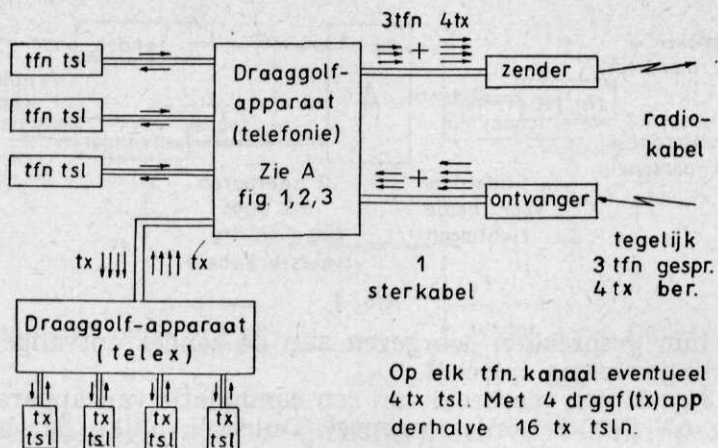 3tfn 4tx
+
tfn tsl
tfn tsl
tfn tsl
Draaggolf-
apparaat
(telefonie)
Zie A
fig. 1, 2, 3
zender
radio-
kabel
+
ontvanger
1
sterkabel
tegelijk
3 tfn gespr.
4 tx ber.
tx
tx
Draaggolf-apparaat
(telex)
tx
tsl
tx
tsl
tx
tsl
tx
tsl
Op elk tfn. kanaal eventueel
4 tx tsl. Met 4 drggf(tx)app
derhalve 16 tx tsln.